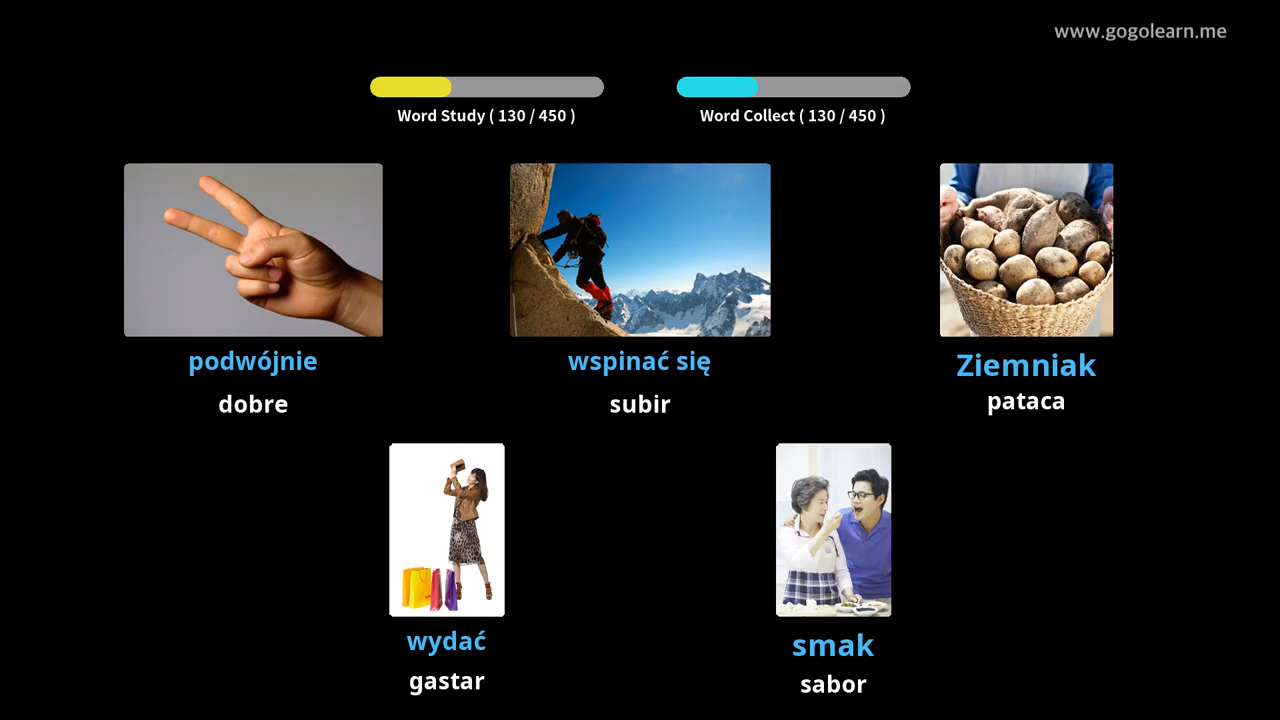 www.gogolearn.me
Word Study ( 130 / 450 )
Word Collect ( 130 / 450 )
podwójnie
dobre
wspinać się
subir
Ziemniak
pataca
wydać
gastar
smak
sabor